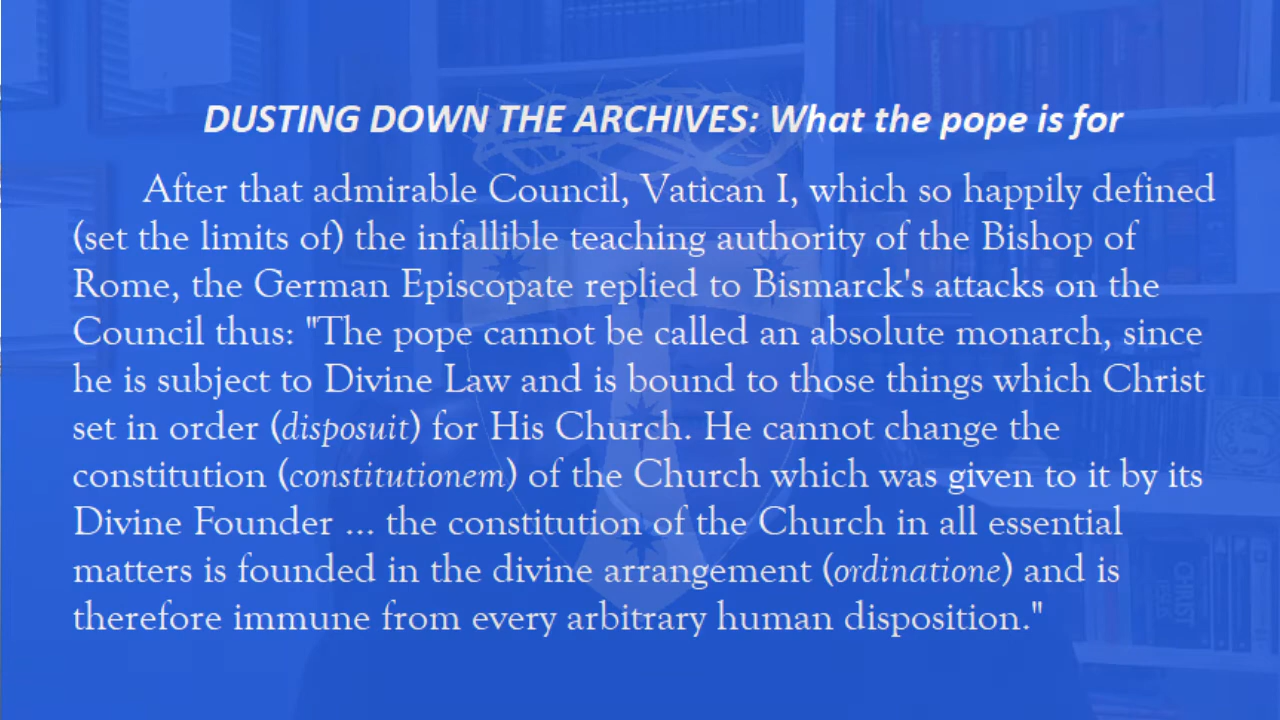 DUSTING DOWN THE ARCHIVES: What the pope is for
After that admirable Council, Vatican I, which so happily defined
(set the limits of) the infallible teaching authority of the Bishop of
Rome, the German Episcopate replied to Bismarck's attacks on the
Council thus: "The pope cannot be called an absolute monarch, since
he is subject to Divine Law and is bound to those things which Christ
set in order (disposuit) for His Church. He cannot change the
constitution (constitutionem) of the Church which was given to it by its
Divine Founder ... the constitution of the Church in all essential
matters is founded in the divine arrangement (ordinatione) and is
therefore immune from every arbitrary human disposition."
CHRIST